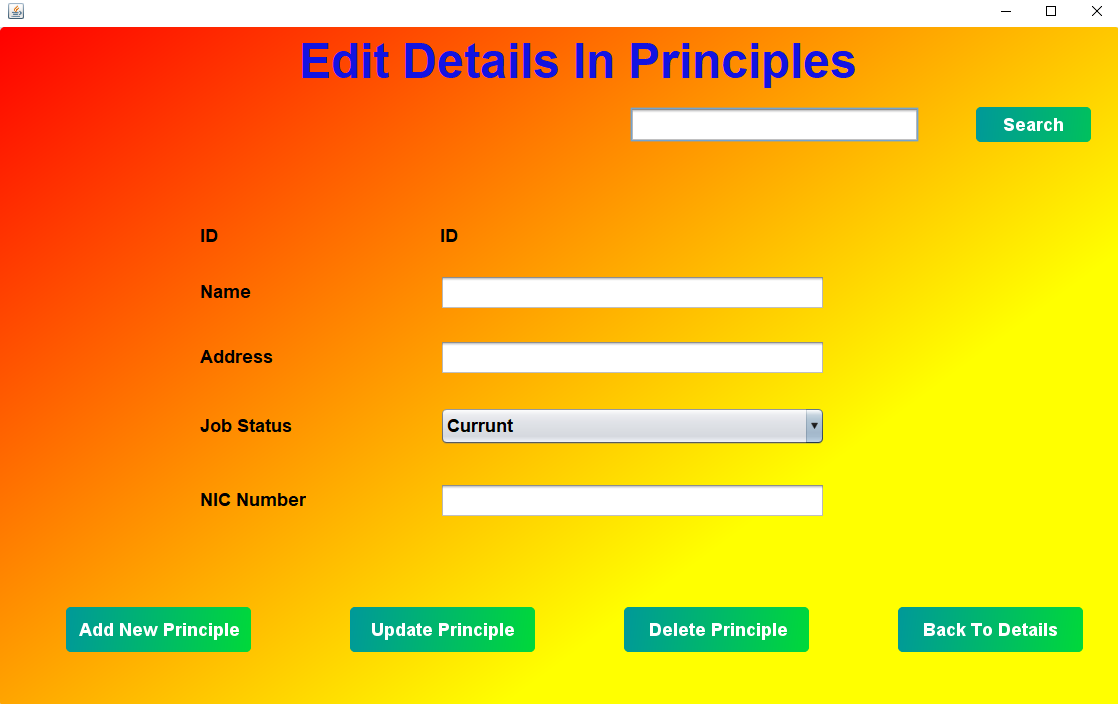 Edit Details In Principles
Search
ID ID
Name
Address
Job Status Currunt
NIC Number
Add New Principle Update Principle Delete Principle Back To Details